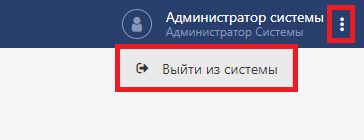 Администратор системы
Администратор Системы
Выйти из системы